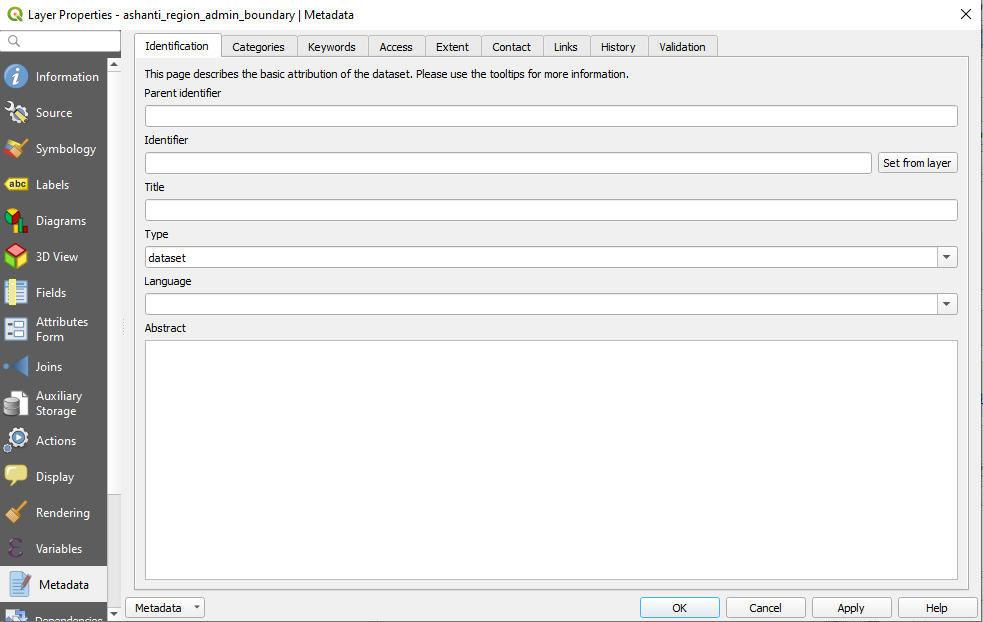 Layer Properties - ashanti_region_admin_boundary | Metadata
Information
Source
abc Labels
Symbology
Diagrams
3D View
Fields
Attributes
Form
Joins
Auxiliary
Storage
Actions
Display
Rendering
Variables
Metadata
Dependencies
Identification Categories Keywords Access Extent Contact Links History Validation
This page describes the basic attribution of the dataset. Please use the tooltips for more information.
Parent identifier
Identifier
Set from layer
Title
Type
dataset
Language
Abstract
Metadata OK Cancel Apply Help